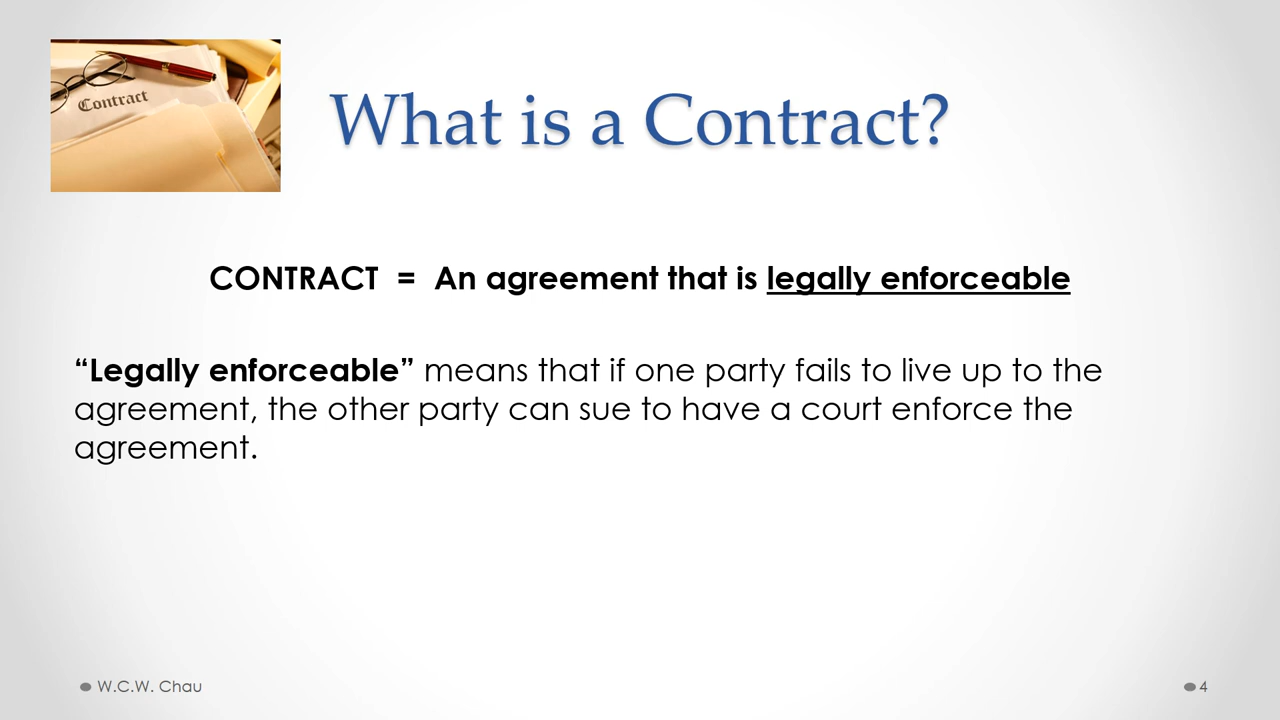 Contract
What is a Contract?
CONTRACT = An agreement that is legally enforceable
“Legally enforceable” means that if one party fails to live up to the
agreement, the other party can sue to have a court enforce the
agreement.
W.C.W. Chau
4